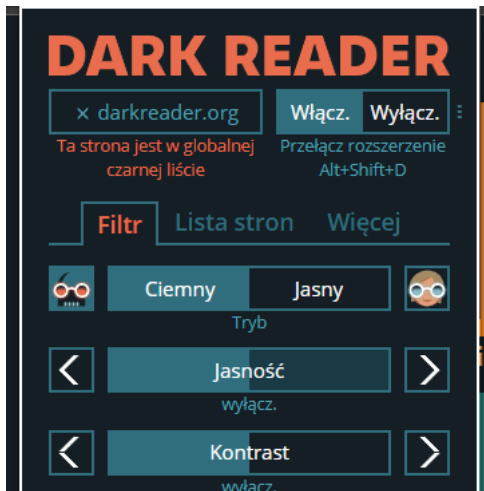 DARK READER
× darkreader.org
Włącz. Wyłącz.
Ta strona jest w globalnej
czarnej liście
Przełącz rozszerzenie
Alt+Shift+D
Filtr Lista stron Więcej
Ciemny Jasny
Tryb
Jasność
wyłącz.
Kontrast
wyłącz.